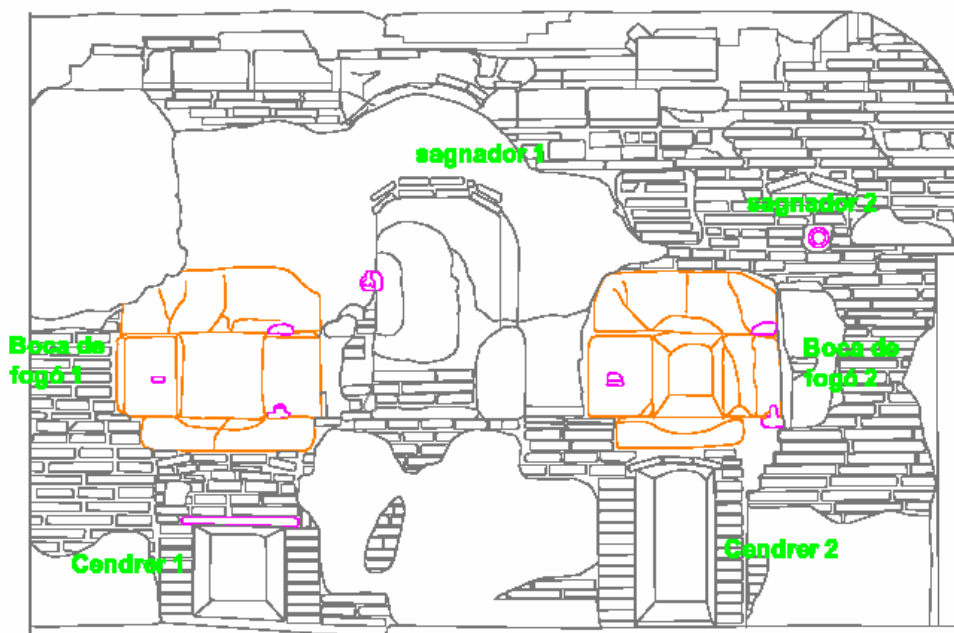 sagnador 1
sagnador 2
Boca de
fogó 1
Boca de
fogó 2
Cendrer 1
Cendrer 2